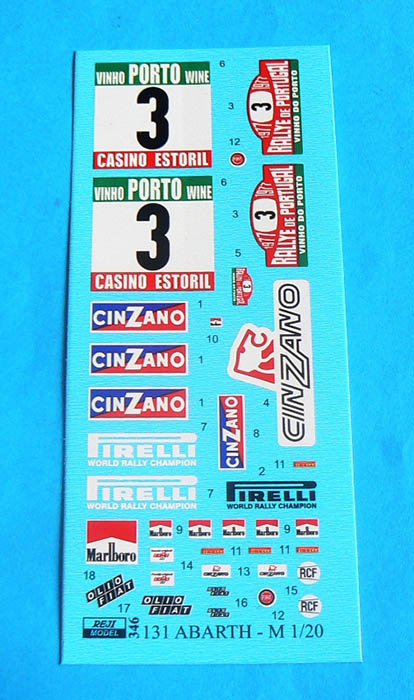 VINHO PORTO WINE
3
CASINO ESTORIL
6
3
12
1977
3
RALLYE DE PORTUGAL
VINHO DO PORTO
VINHO PORTO WINE
3
CASINO ESTORIL
6
5
1977
3
RALLYE DE PORTUGAL
VINHO DO PORTO
CINZANO
1
CINZANO
1
10
CINZANO
1
CINZANO
4
CINZANO
8
PIRELLI
WORLD RALLY CHAMPION
7
2
11
PIRELLI
WORLD RALLY CHAMPION
7
PIRELLI
WORLD RALLY CHAMPION
Marlboro
9
9
11
11
18
14
13
CINZANO
RCF
OLIO
FIAT
17
16
OLIO
FIAT
12
15
RCF
REJI
MODEL
346
131 ABARTH - M 1/20